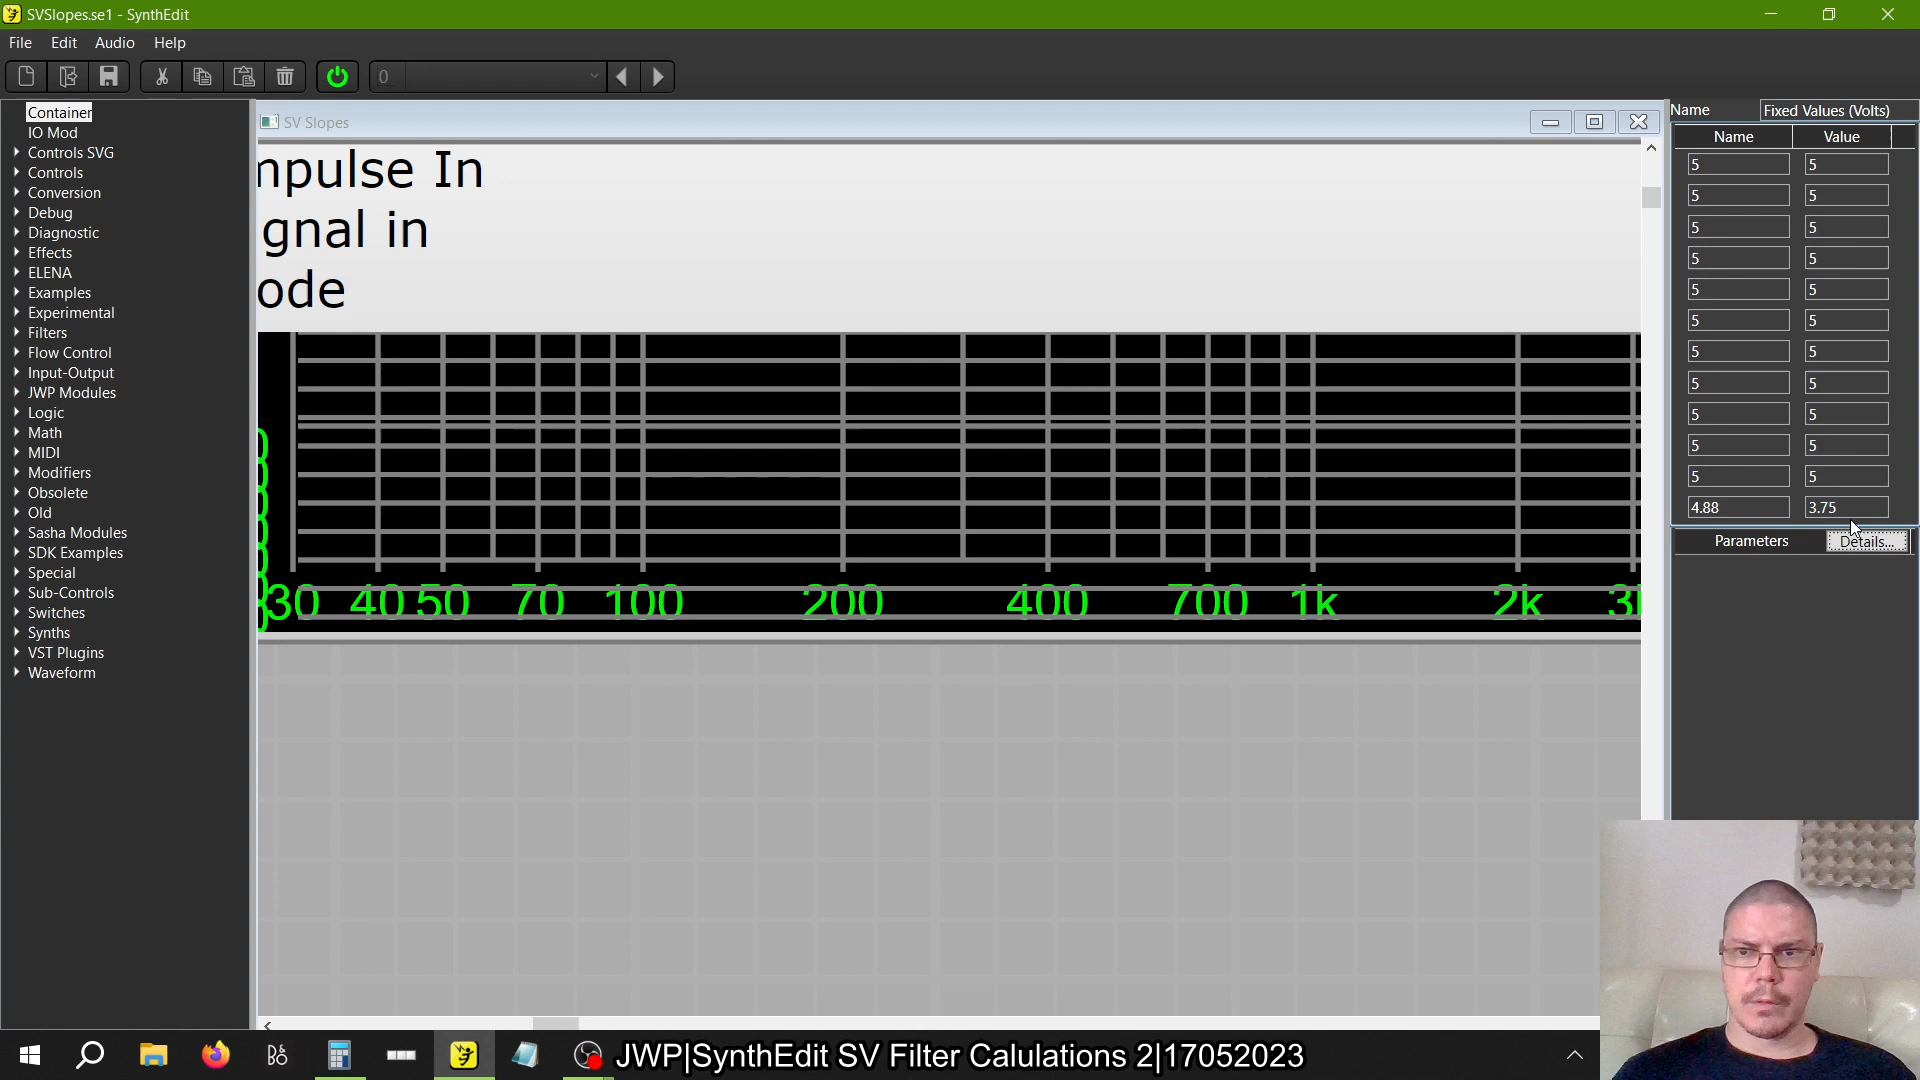 SVSlopes.se1 - SynthEdit
File Edit Audio Help
0
Container
IO Mod
Controls SVG
Controls
Conversion
Debug
Diagnostic
Effects
ELENA
Examples
Experimental
Filters
Flow Control
Input-Output
JWP Modules
Logic
Math
MIDI
Modifiers
Obsolete
Old
Sasha Modules
SDK Examples
Special
Sub-Controls
Switches
Synths
VST Plugins
Waveform
SV Slopes
mpulse In
gnal in
ode
30 40 50 70 100 200 400 700 1k 2k
Name Fixed Values (Volts)
Name Value
5 5
5 5
5 5
5 5
5 5
5 5
5 5
5 5
5 5
5 5
5 5
4.88 3.75
Parameters Details...
JWP|SynthEdit SV Filter Calulations 2|17052023